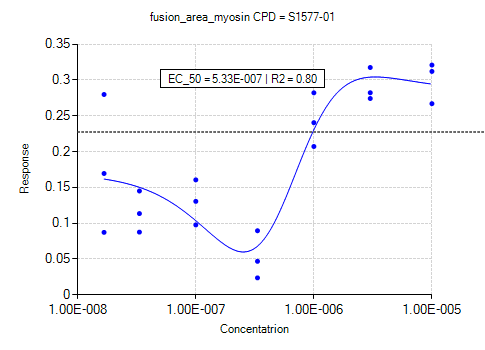 fusion_area_myosin CPD = S1577-01
0.35
0.3
0.25
0.2
0.15
0.1
0.05
0
EC_50 = 5.33E-007 | R2 = 0.80
Response
1.00E-008 1.00E-007 1.00E-006 1.00E-005
Concentatrion